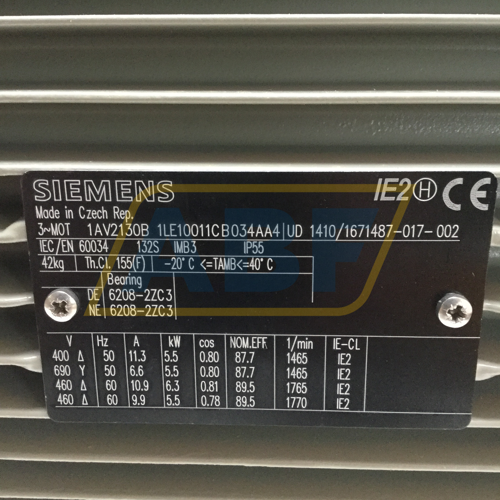 SIEMENS IE2 H CE
Made in Czech Rep.
3~MOT 1AV2130B 1LE10011CB034AA4 UD 1410/1671487-017-002
IEC/EN 60034 132S IMB3 IP55
42kg Th.Cl. 155(F) -20°C <=TAMB<=40°C
Bearing
DE 6208-2ZC3
NE 6208-2ZC3
V Hz A kW cos NOM.EFF 1/min IE-CL
400 Δ 50 11.3 5.5 0.80 87.7 1465 IE2
690 Y 50 6.6 5.5 0.80 87.7 1465 IE2
460 Δ 60 10.9 6.3 0.81 89.5 1765 IE2
460 Δ 60 9.9 5.5 0.78 89.5 1770 IE2
ABF